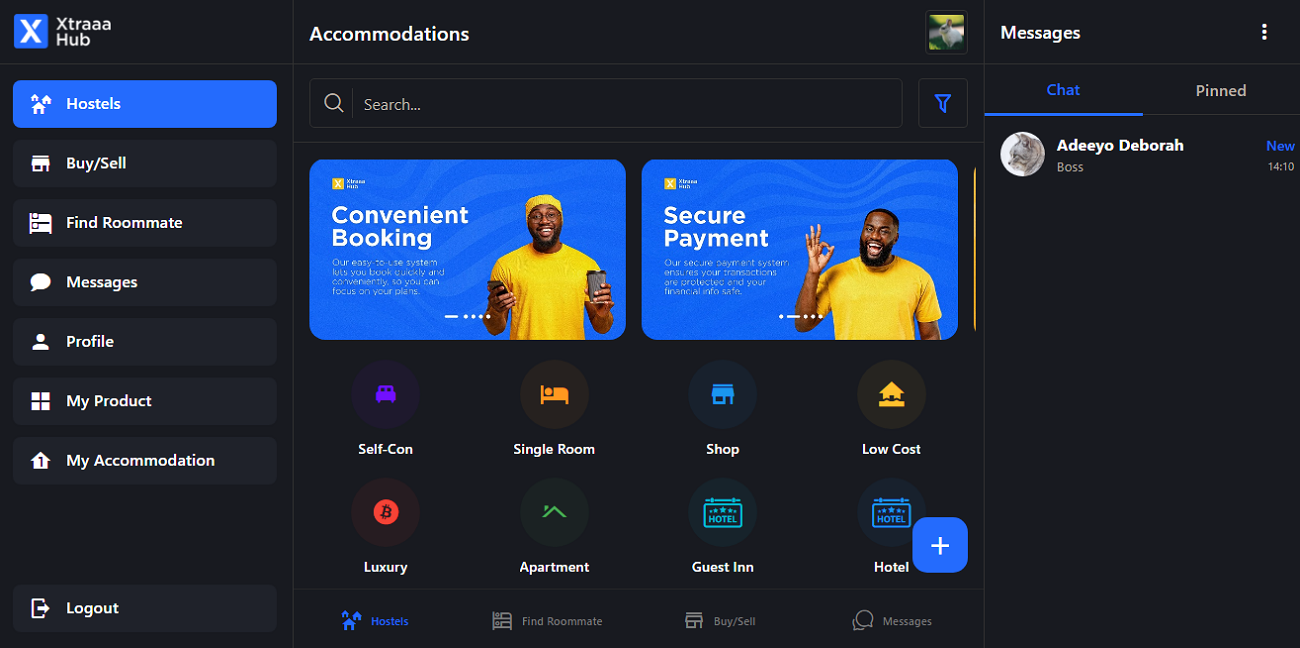 Xtraaa
Hub
Hostels
Buy/Sell
Find Roommate
Messages
Profile
My Product
My Accommodation
Logout
Accommodations
Search...
X Xtraaa
Hub
Convenient
Booking
Our easy-to-use system
lets you book quickly and
conveniently, so you can
focus on your plans.
X Xtraaa
Hub
Secure
Payment
Our secure payment system
ensures your transactions
are protected and your
financial info safe.
Self-Con
Single Room
Shop
Low Cost
HOTEL
HOTEL
Luxury
Apartment
Guest Inn
Hotel
Hostels
Find Roommate
Buy/Sell
Messages
Messages
Chat
Pinned
Adeeyo Deborah
New
Boss
14:10